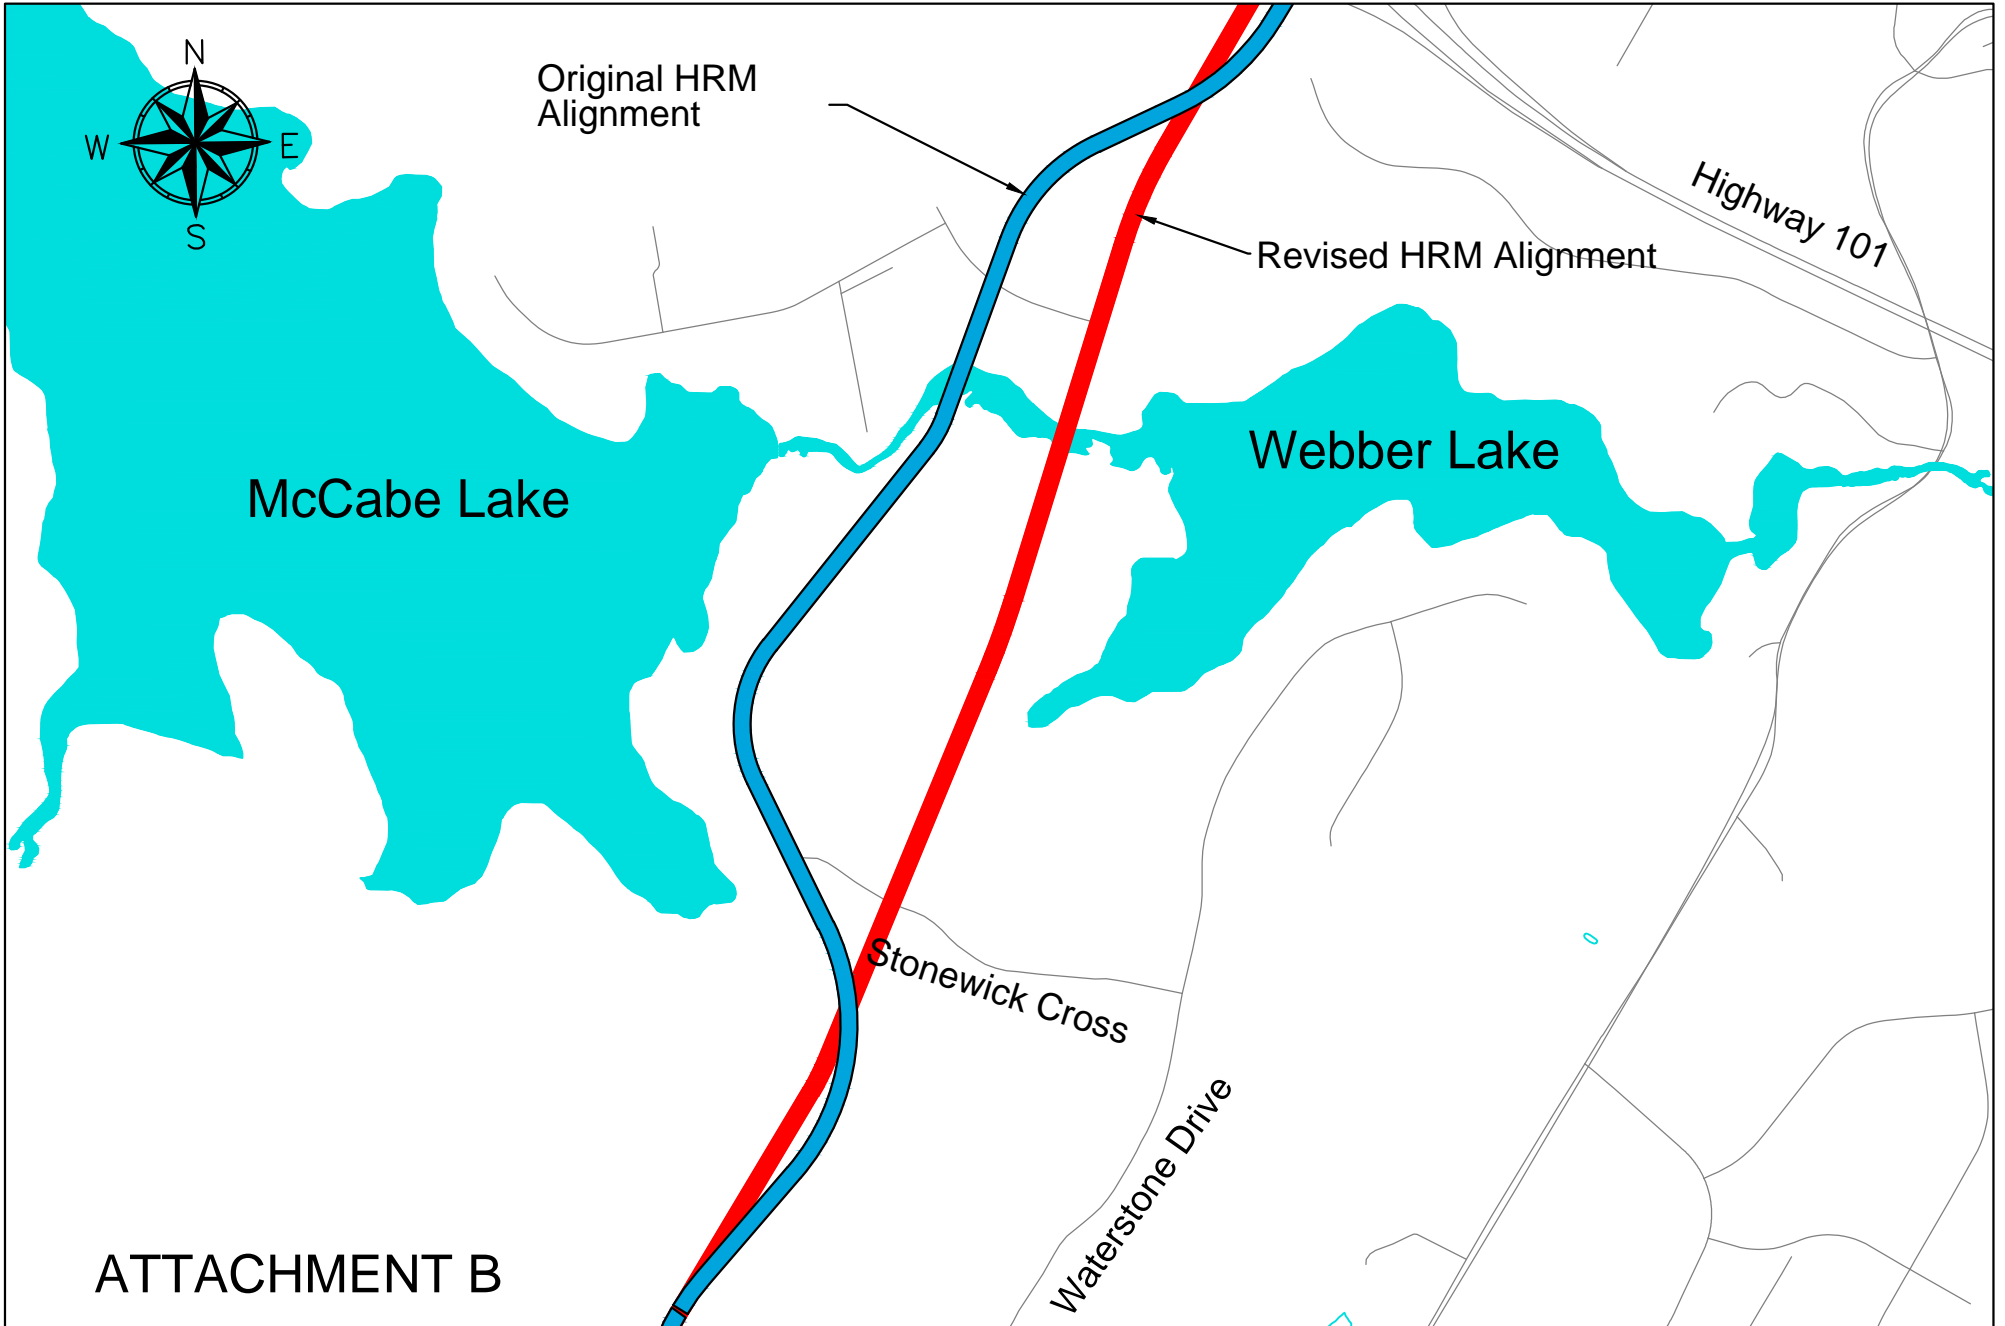 N
W
E
S
Original HRM
Alignment
Highway 101
Revised HRM Alignment
McCabe Lake
Webber Lake
Stonewick Cross
Waterstone Drive
ATTACHMENT B